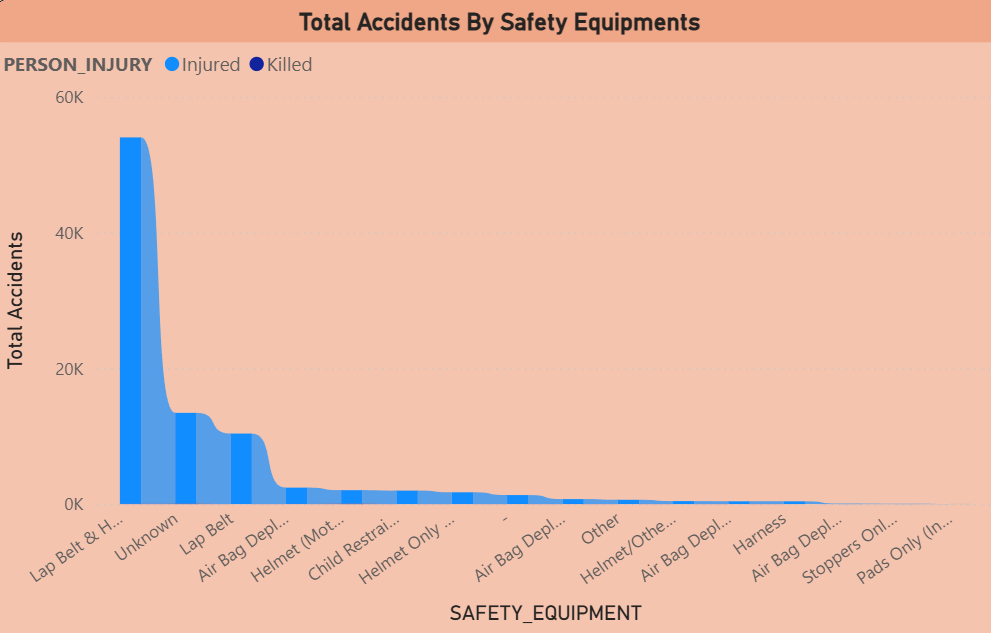 Total Accidents By Safety Equipments
PERSON_INJURY Injured Killed
60K
40K
20K
0K
Total Accidents
Lap Belt & H...
Unknown
Lap Belt
Air Bag Depl...
Helmet (Mot...
Child Restrai...
Helmet Only ...
-
Air Bag Depl...
Other
Helmet/Othe...
Air Bag Depl...
Harness
Air Bag Depl...
Stoppers Onl...
Pads Only (In...
SAFETY_EQUIPMENT